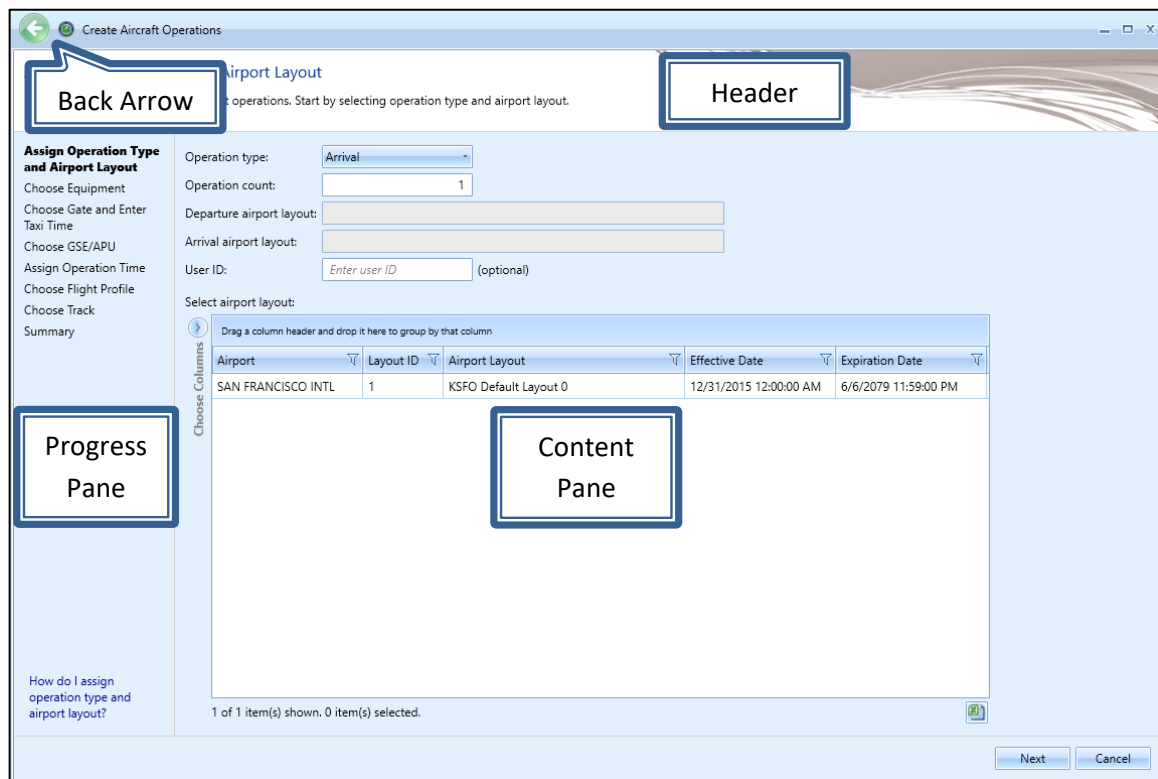 Create Aircraft Operations
Airport Layout
operations. Start by selecting operation type and airport layout.
Back Arrow
Header
Assign Operation Type
and Airport Layout
Choose Equipment
Choose Gate and Enter
Taxi Time
Choose GSE/APU
Assign Operation Time
Choose Flight Profile
Choose Track
Summary
Progress
Pane
How do I assign
operation type and
airport layout?
Operation type: Arrival
Operation count: 1
Departure airport layout:
Arrival airport layout:
User ID: Enter user ID (optional)
Select airport layout:
Choose Columns
Drag a column header and drop it here to group by that column
Airport Layout ID Airport Layout Effective Date Expiration Date
SAN FRANCISCO INTL 1 KSFO Default Layout 0 12/31/2015 12:00:00 AM 6/6/2079 11:59:00 PM
Content
Pane
1 of 1 item(s) shown. 0 item(s) selected.
Next Cancel